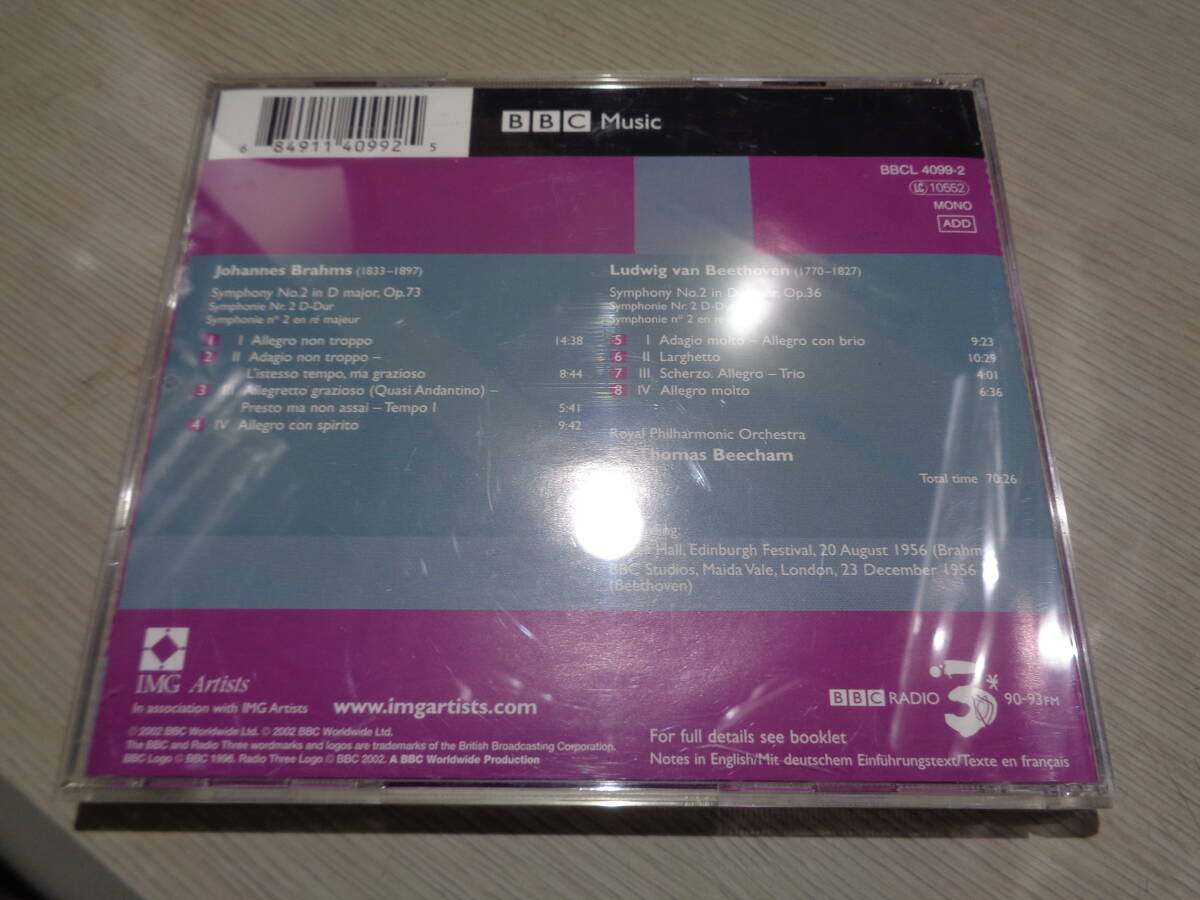 6 84911 40992 5
BBC Music
BBCL 4099-2
LC 10552
MONO
ADD
Johannes Brahms (1833–1897)
Symphony No.2 in D major, Op.73
Symphonie Nr. 2 D-Dur
Symphonie n° 2 en ré majeur
1 I Allegro non troppo 14:38
2 II Adagio non troppo –
L'istesso tempo, ma grazioso 8:44
3 III Allegretto grazioso (Quasi Andantino) –
Presto ma non assai – Tempo I 5:41
4 IV Allegro con spirito 9:42
Ludwig van Beethoven (1770–1827)
Symphony No.2 in D Op.36
Symphonie Nr. 2 D-Dur
Symphonie n° 2 en
5 I Adagio molto – Allegro con brio 9:23
6 II Larghetto 10:29
7 III Scherzo. Allegro – Trio 4:01
8 IV Allegro molto 6:36
Royal Philharmonic Orchestra
Thomas Beecham
Total time 70:26
Hall, Edinburgh Festival, 20 August 1956 (Brahms)
BBC Studios, Maida Vale, London, 23 December 1956
(Beethoven)
IMG Artists
In association with IMG Artists
www.imgartists.com
BBC RADIO 3 90–93FM
℗ 2002 BBC Worldwide Ltd. © 2002 BBC Worldwide Ltd.
The BBC and Radio Three wordmarks and logos are trademarks of the British Broadcasting Corporation.
BBC Logo © BBC 1996. Radio Three Logo © BBC 2002. A BBC Worldwide Production
For full details see booklet
Notes in English/Mit deutschem Einführungstext/Texte en français